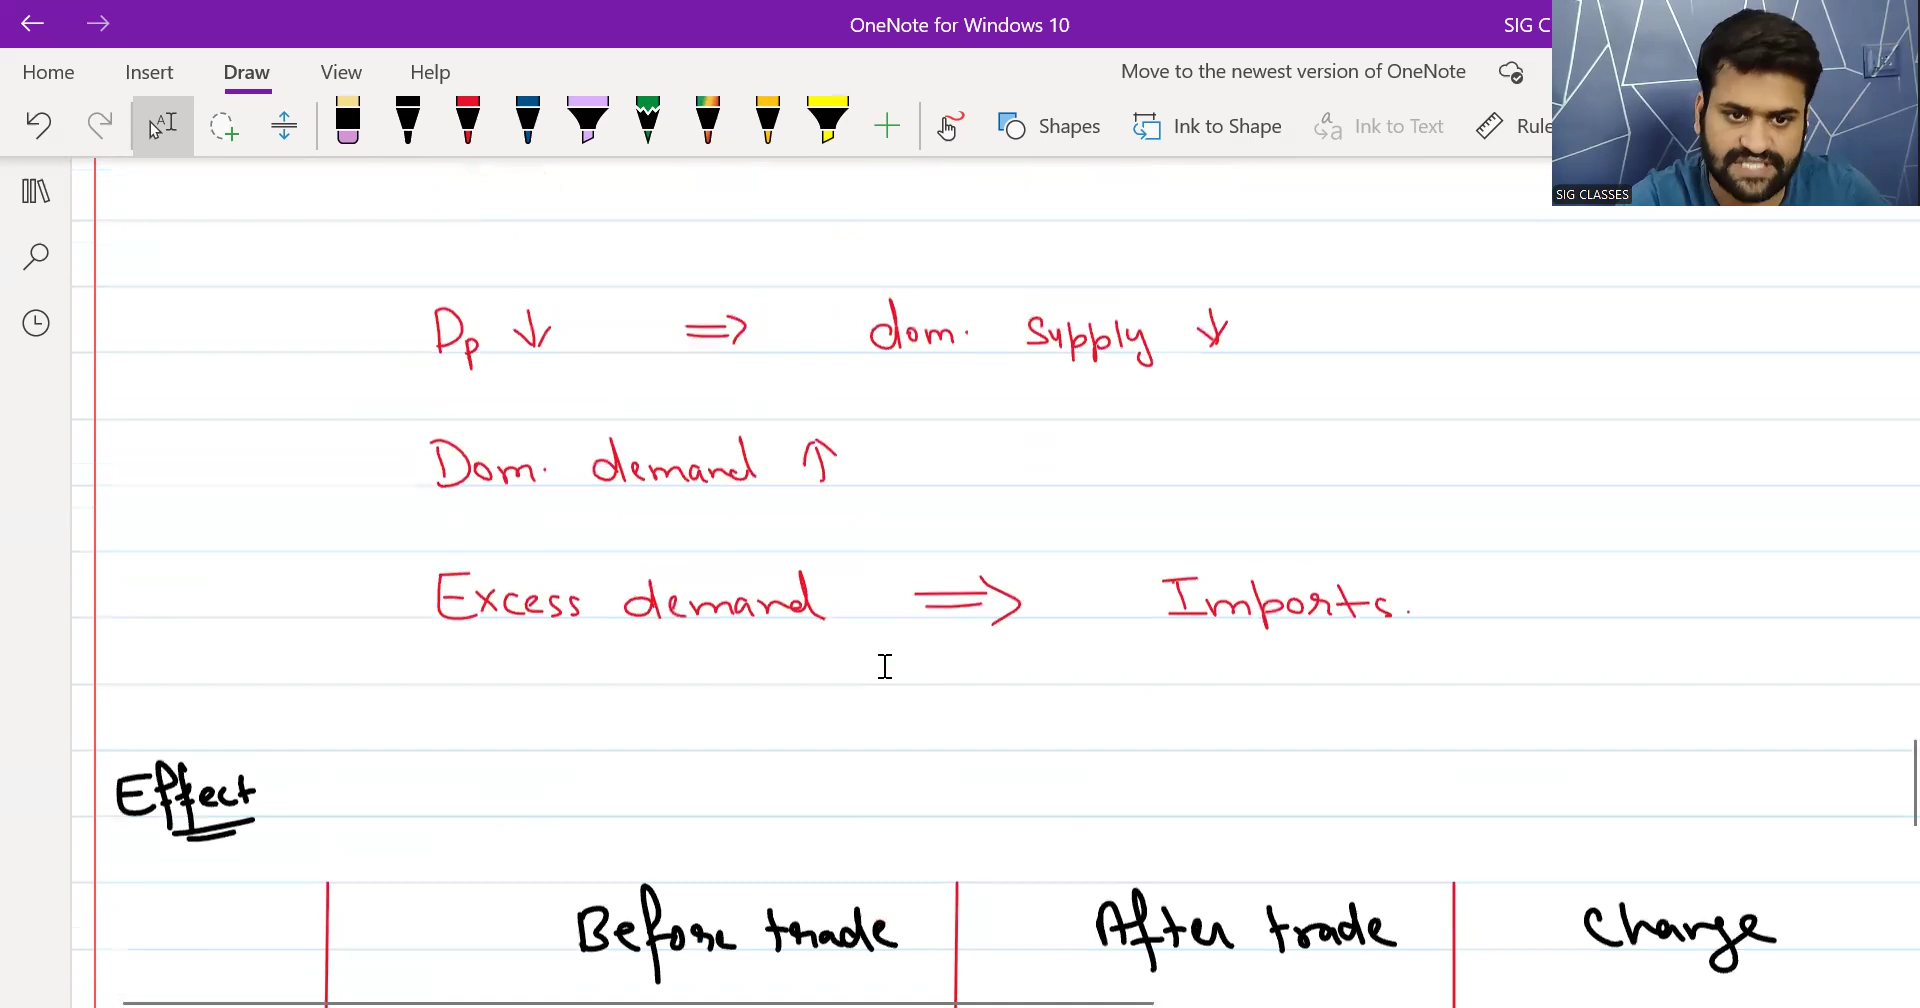 OneNote for Windows 10
SIG C
Home Insert Draw View Help
Move to the newest version of OneNote
Shapes Ink to Shape Ink to Text Rule
SIG CLASSES
Dp ↓ ⇒ dom. Supply ↓
Dom. demand ↑
Excess demand ⇒ Imports.
Effect
Before trade After trade Change